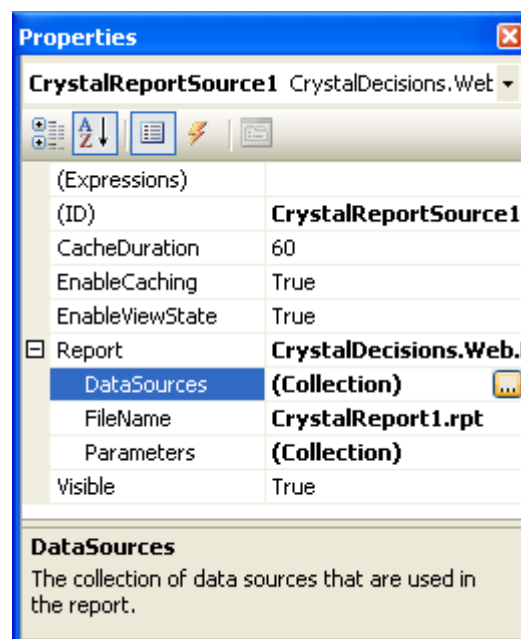 Properties
CrystalReportSource1 CrystalDecisions.Web
(Expressions)
(ID) CrystalReportSource1
CacheDuration 60
EnableCaching True
EnableViewState True
Report CrystalDecisions.Web.
DataSources (Collection) ...
FileName CrystalReport1.rpt
Parameters (Collection)
Visible True
DataSources
The collection of data sources that are used in
the report.